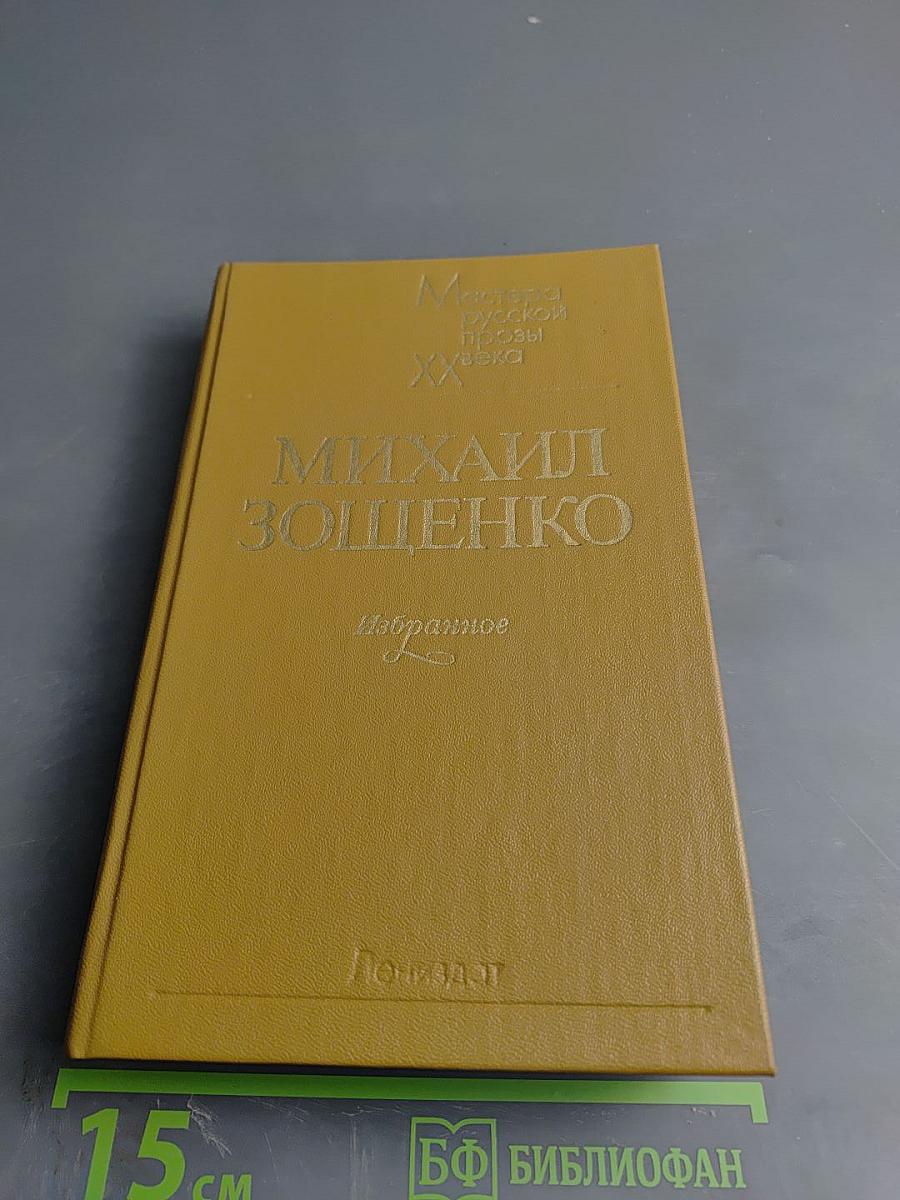 Мастера
русской
прозы
XX века
МИХАИЛ
ЗОЩЕНКО
Избранное
Лениздат
15 см
БФ БИБЛИОФАН